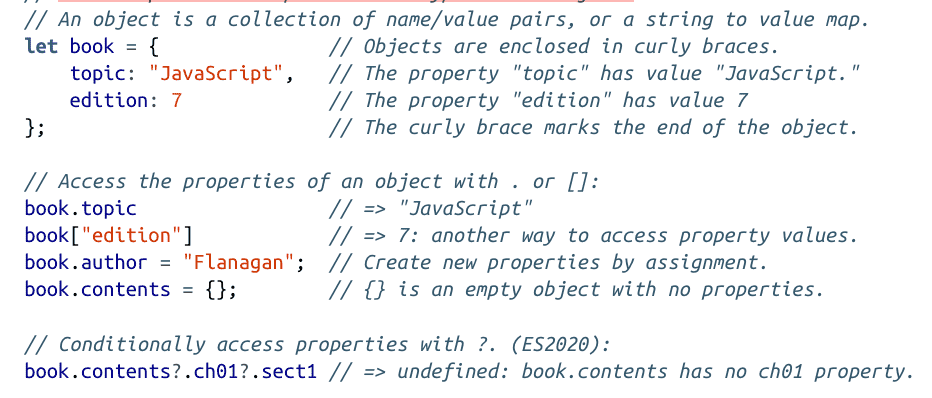 // An object is a collection of name/value pairs, or a string to value map.
let book = { // Objects are enclosed in curly braces.
topic: "JavaScript", // The property "topic" has value "JavaScript."
edition: 7 // The property "edition" has value 7
}; // The curly brace marks the end of the object.
// Access the properties of an object with . or []:
book.topic // => "JavaScript"
book["edition"] // => 7: another way to access property values.
book.author = "Flanagan"; // Create new properties by assignment.
book.contents = {}; // {} is an empty object with no properties.
// Conditionally access properties with ?. (ES2020):
book.contents?.ch01?.sect1 // => undefined: book.contents has no ch01 property.